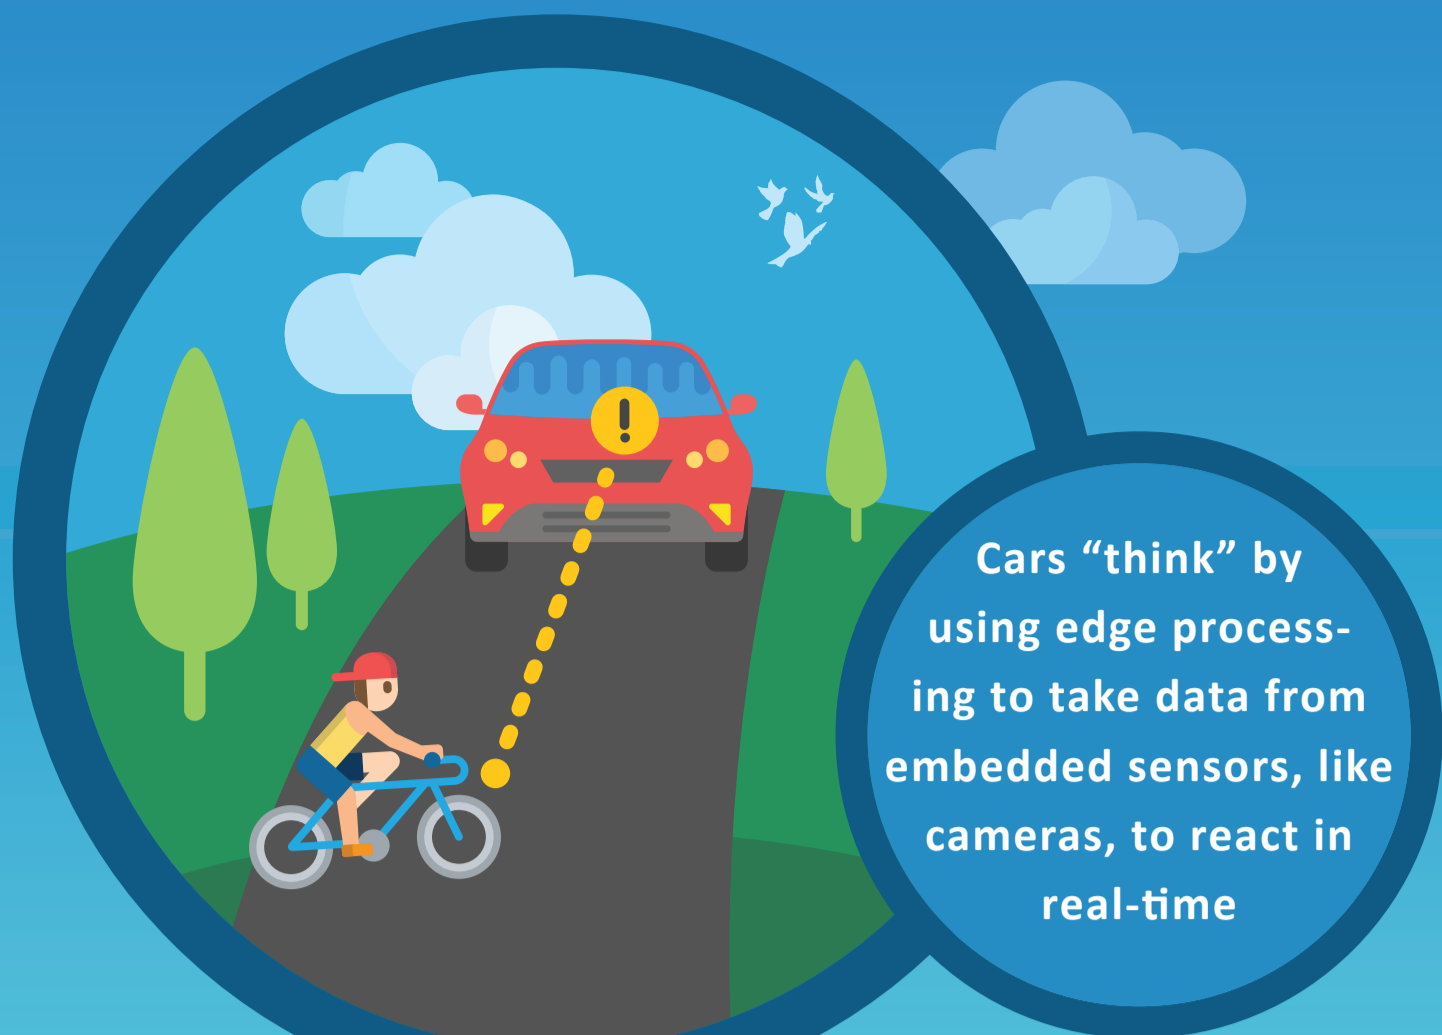 !
Cars “think” by
using edge process-
ing to take data from
embedded sensors, like
cameras, to react in
real-time